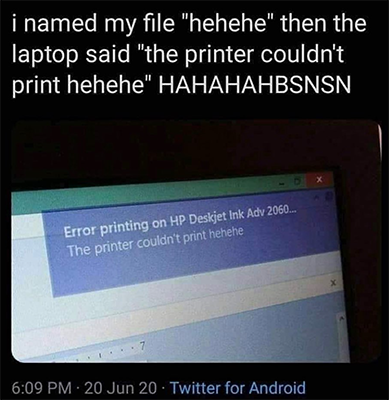 i named my file "hehehe" then the
laptop said "the printer couldn't
print hehehe" HAHAHAHBSNSN
Error printing on HP Deskjet Ink Adv 2060...
The printer couldn't print hehehe
7
6:09 PM · 20 Jun 20 · Twitter for Android